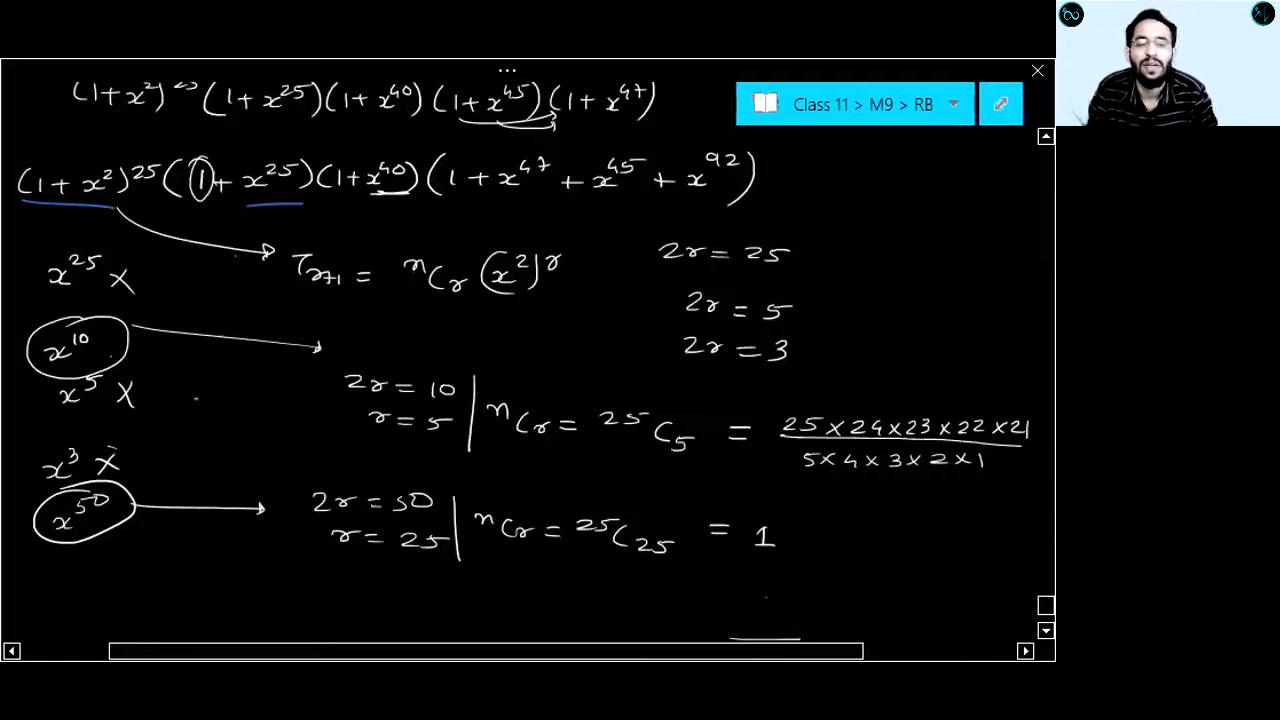 (1+x²)²⁵ (1+x²⁵)(1+x⁴⁰)(1+x⁴⁵)(1+x⁴⁷)
Class 11 > M9 > RB
(1+x²)²⁵(1+x²⁵)(1+x⁴⁰)(1+x⁴⁷+x⁴⁵+x⁹²)
x²⁵ X
Tᵣ₊₁ = ⁿCᵣ (x²)ʳ
2r = 25
2r = 5
2r = 3
x¹⁰
x⁵ X
2r = 10
r = 5
ⁿCᵣ = ²⁵C₅ = 25×24×23×22×21 / 5×4×3×2×1
x³ X
x⁵⁰
2r = 50
r = 25
ⁿCᵣ = ²⁵C₂₅ = 1